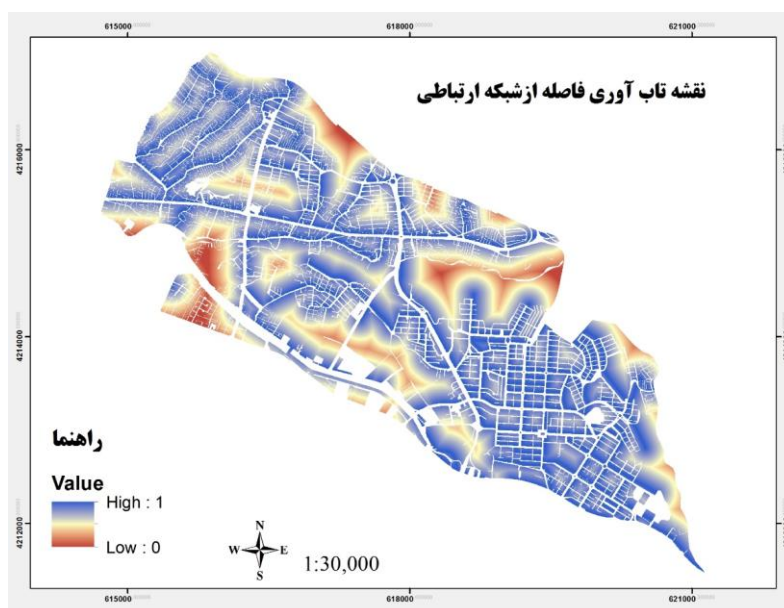 615000 618000 621000
نقشه تاب آوری فاصله ازشبکه ارتباطی
4216000
4214000
4212000
راهنما
Value
High : 1
Low : 0
N
W E
S
1:30,000
615000 618000 621000